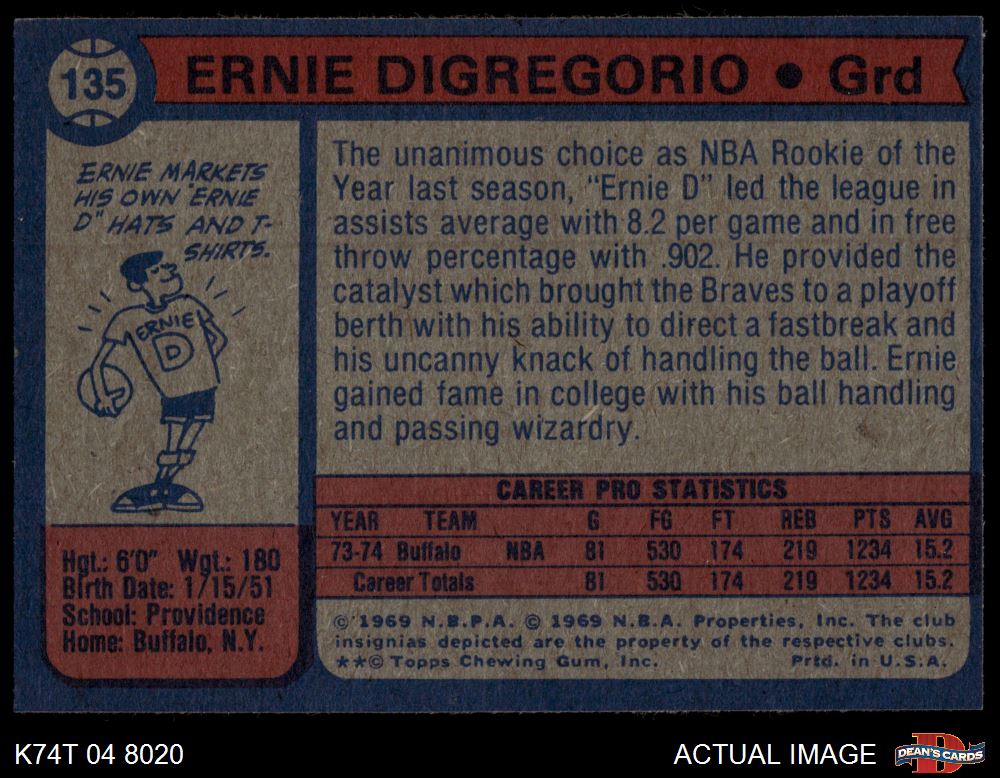 135
ERNIE DIGREGORIO • Grd
ERNIE MARKETS
HIS OWN "ERNIE
D" HATS AND T-
SHIRTS.
ERNIE
D
The unanimous choice as NBA Rookie of the
Year last season, "Ernie D" led the league in
assists average with 8.2 per game and in free
throw percentage with .902. He provided the
catalyst which brought the Braves to a playoff
berth with his ability to direct a fastbreak and
his uncanny knack of handling the ball. Ernie
gained fame in college with his ball handling
and passing wizardry.
Hgt.: 6'0" Wgt.: 180
Birth Date: 1/15/51
School: Providence
Home: Buffalo, N.Y.
CAREER PRO STATISTICS
YEAR TEAM G FG FT REB PTS AVG
73-74 Buffalo NBA 81 530 174 219 1234 15.2
Career Totals 81 530 174 219 1234 15.2
© 1969 N.B.P.A. © 1969 N.B.A. Properties, Inc. The club
insignias depicted are the property of the respective clubs.
**© Topps Chewing Gum, Inc. Prtd. in U.S.A.
K74T 04 8020
ACTUAL IMAGE
D
DEAN'S CARDS